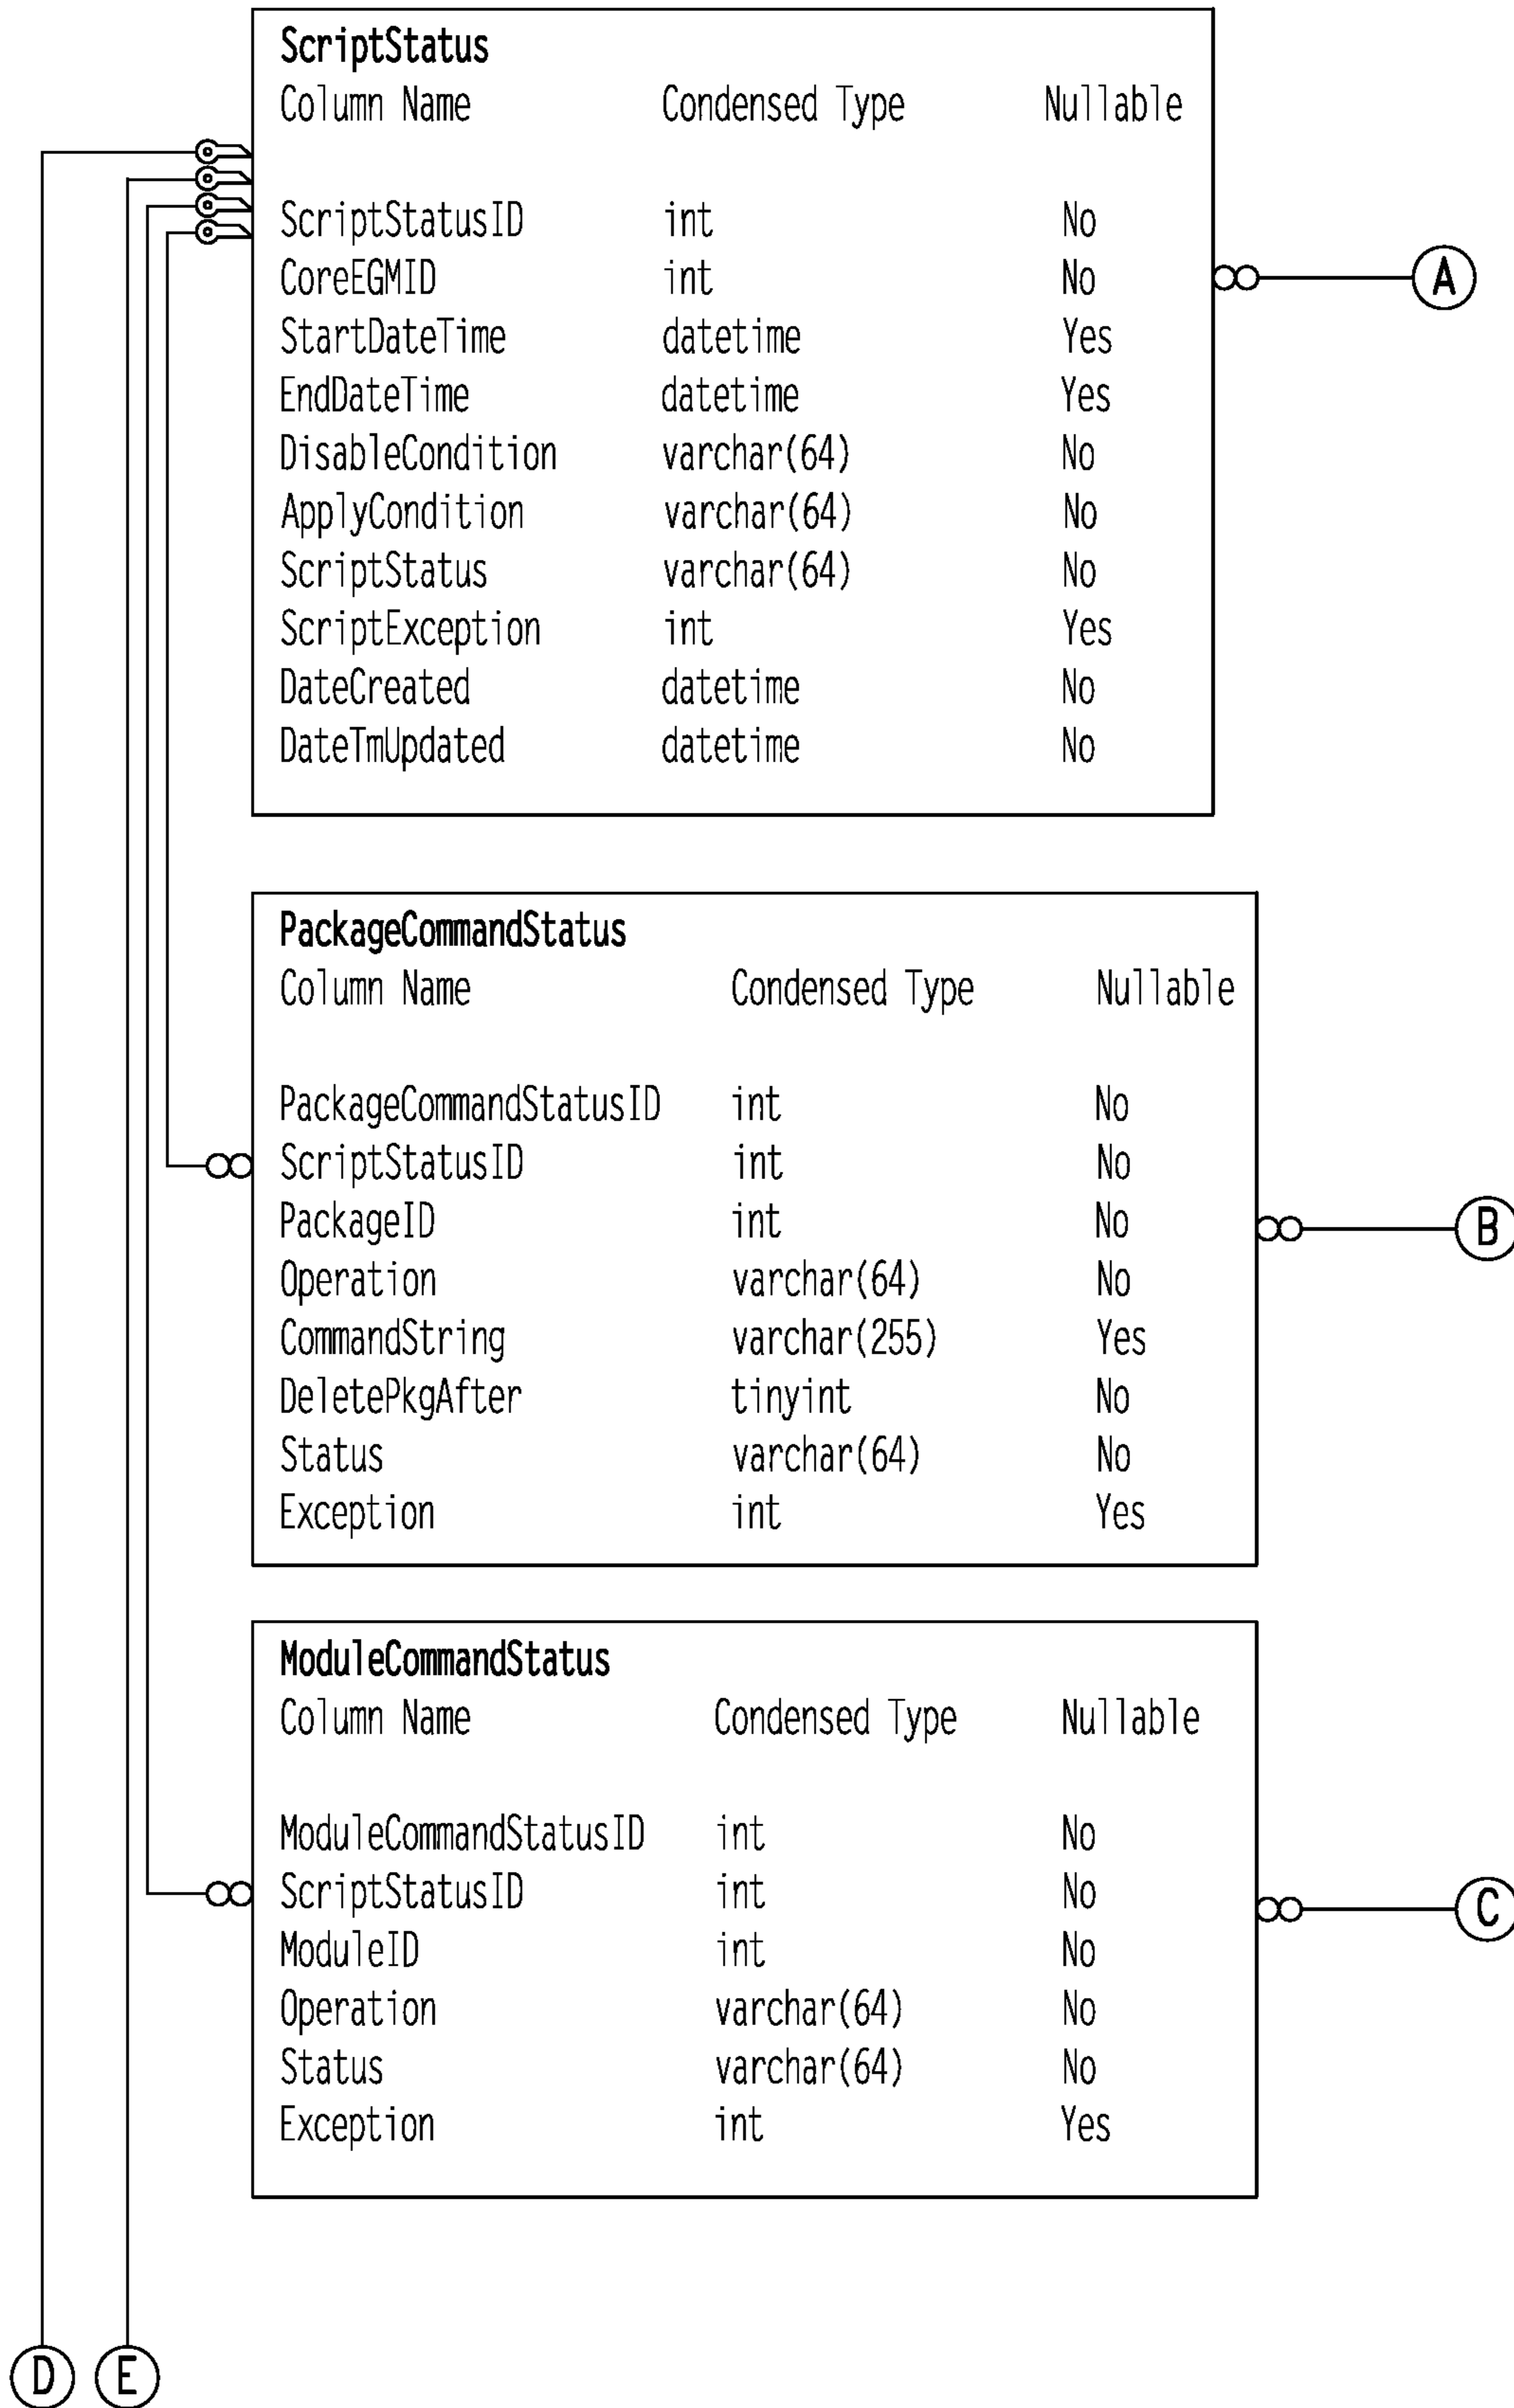 ScriptStatus
Column Name Condensed Type Nullable
ScriptStatusID int No
CoreEGMID int No
A
StartDateTime datetime Yes
EndDateTime datetime Yes
DisableCondition varchar(64) No
ApplyCondition varchar(64) No
ScriptStatus varchar(64) No
ScriptException int Yes
DateCreated datetime No
DateTmUpdated datetime No
PackageCommandStatus
Column Name Condensed Type Nullable
PackageCommandStatusID int No
ScriptStatusID int No
PackageID int No
B
Operation varchar(64) No
CommandString varchar(255) Yes
DeletePkgAfter tinyint No
Status varchar(64) No
Exception int Yes
ModuleCommandStatus
Column Name Condensed Type Nullable
ModuleCommandStatusID int No
ScriptStatusID int No
C
ModuleID int No
Operation varchar(64) No
Status varchar(64) No
Exception int Yes
D E